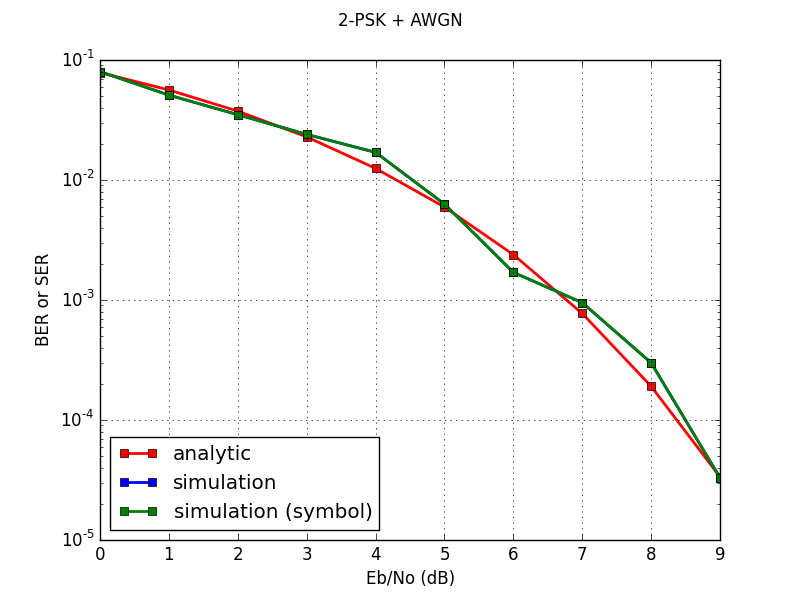 2-PSK + AWGN
10^-1
10^-2
10^-3
10^-4
10^-5
BER or SER
analytic
simulation
simulation (symbol)
0 1 2 3 4 5 6 7 8 9
Eb/No (dB)